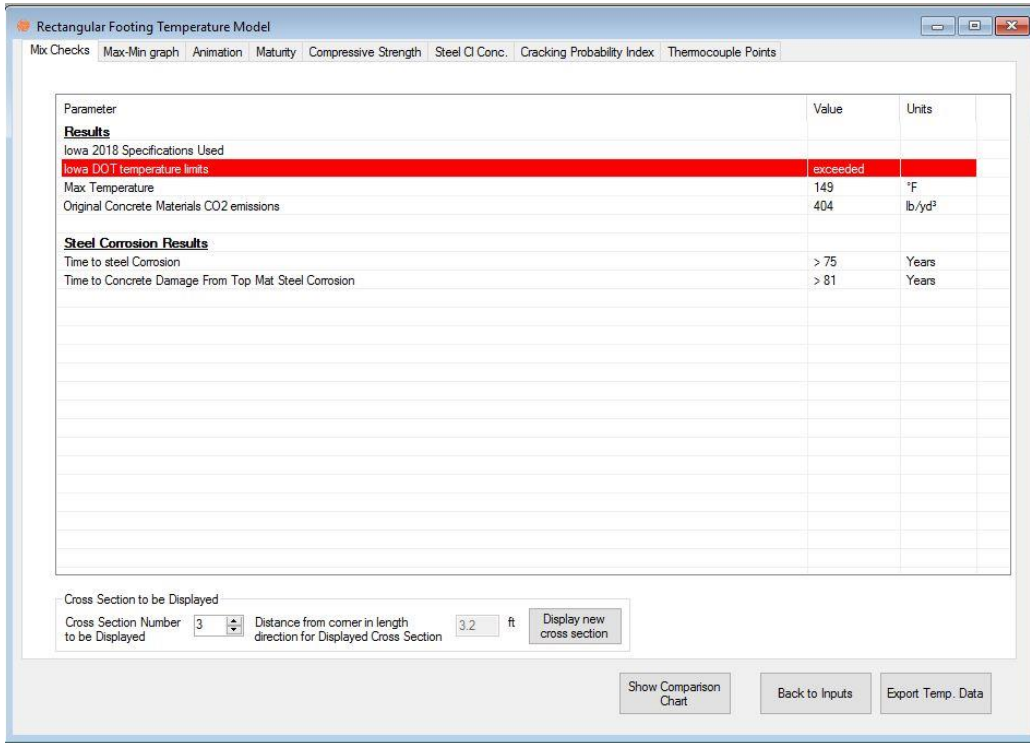 Rectangular Footing Temperature Model
Mix Checks Max-Min graph Animation Maturity Compressive Strength Steel Cl Conc. Cracking Probability Index Thermocouple Points
Parameter Value Units
Results
Iowa 2018 Specifications Used
Iowa DOT temperature limits exceeded
Max Temperature 149 °F
Original Concrete Materials CO2 emissions 404 lb/yd³
Steel Corrosion Results
Time to steel Corrosion > 75 Years
Time to Concrete Damage From Top Mat Steel Corrosion > 81 Years
Cross Section to be Displayed
Cross Section Number
to be Displayed
3
Distance from corner in length
direction for Displayed Cross Section
3.2 ft
Display new
cross section
Show Comparison
Chart
Back to Inputs
Export Temp. Data